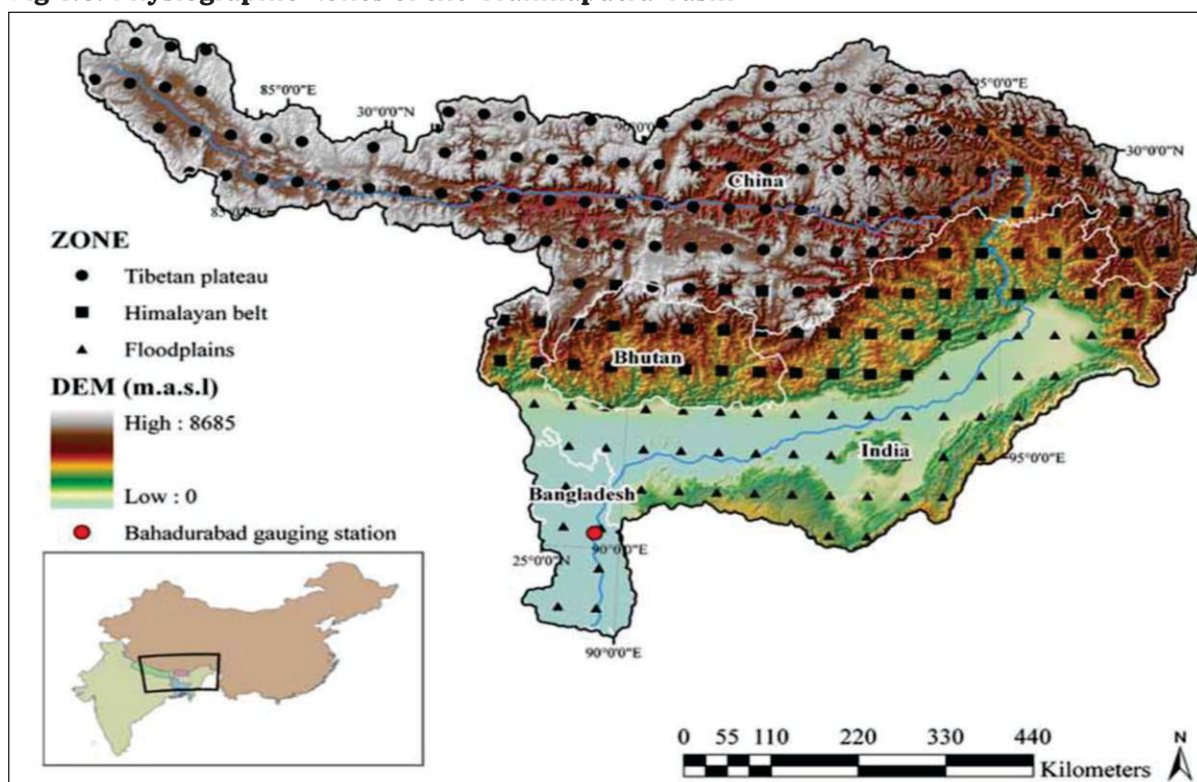 85°0'0"E
30°0'0"N
95°0'0"E
30°0'0"N
China
ZONE
Tibetan plateau
Himalayan belt
Floodplains
Bhutan
DEM (m.a.s.l)
High : 8685
Low : 0
India
95°0'0"E
Bangladesh
Bahadurabad gauging station
90°0'0"E
25°0'0"N
90°0'0"E
0 55 110 220 330 440
Kilometers
N